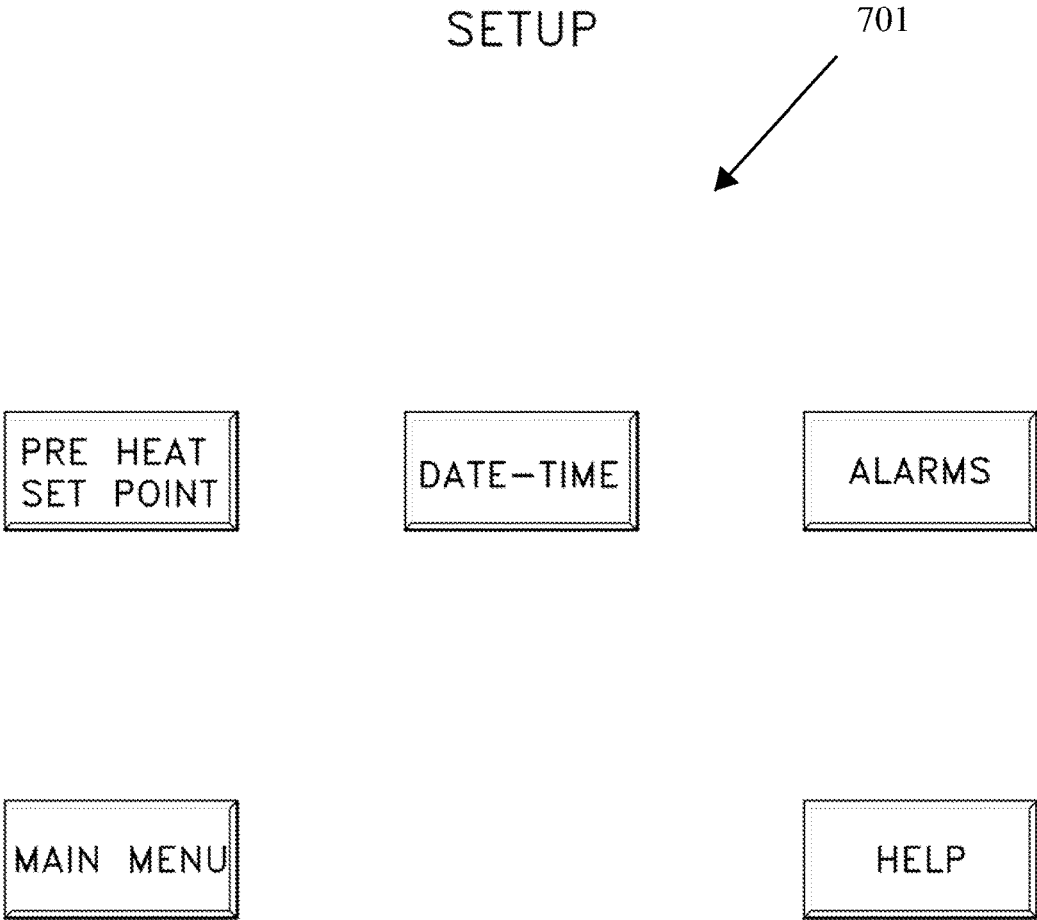 SETUP
701
PRE HEAT
SET POINT
DATE-TIME
ALARMS
MAIN MENU
HELP